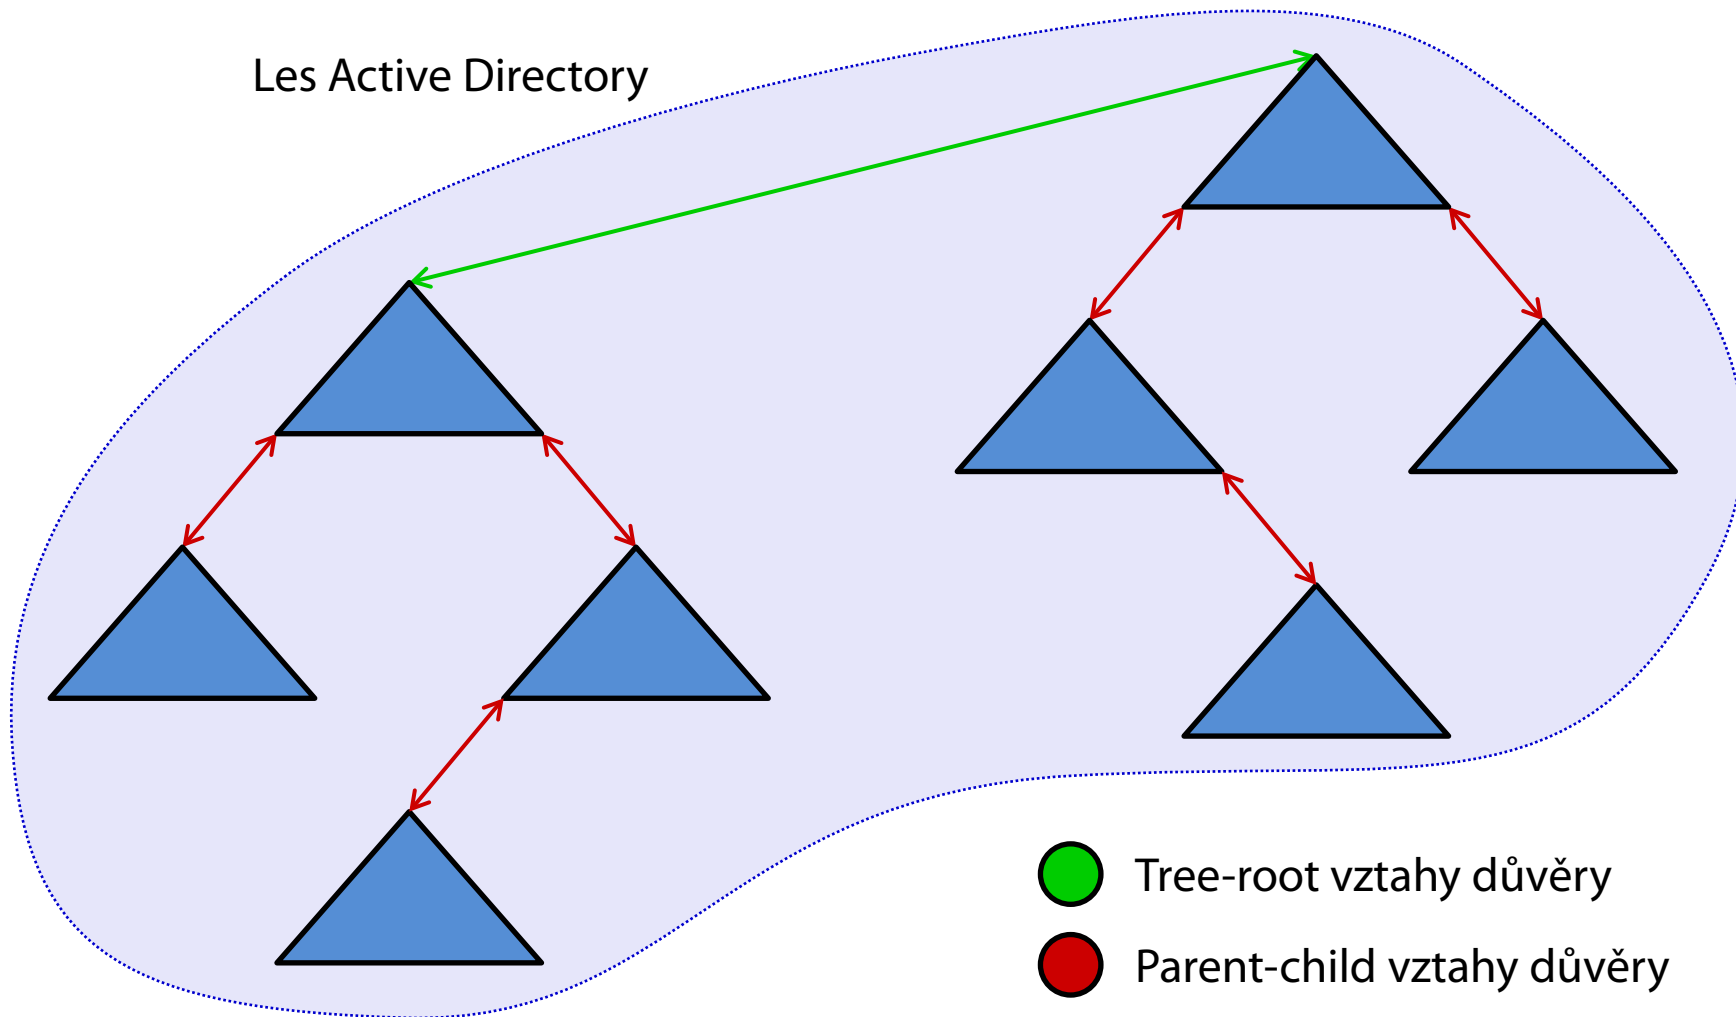 Les Active Directory
Tree-root vztahy důvěry
Parent-child vztahy důvěry